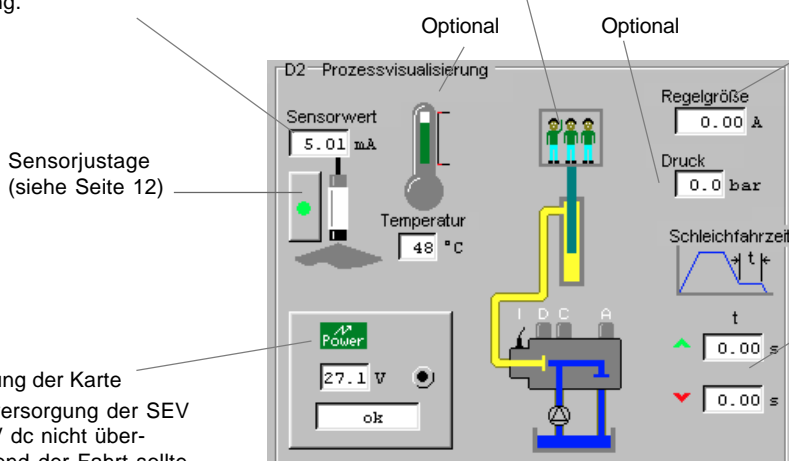 ng.
Optional
Optional
D2 Prozessvisualisierung
Sensorwert
5.01 mA
Regelgröße
0.00 A
Druck
0.0 bar
Sensorjustage
(siehe Seite 12)
Temperatur
48 °C
Schleichfahrzeit
t
I D C A
t
Power
27.1 V
ok
0.00 s
0.00 s
ung der Karte
versorgung der SEV
V dc nicht über-
end der Fahrt sollte